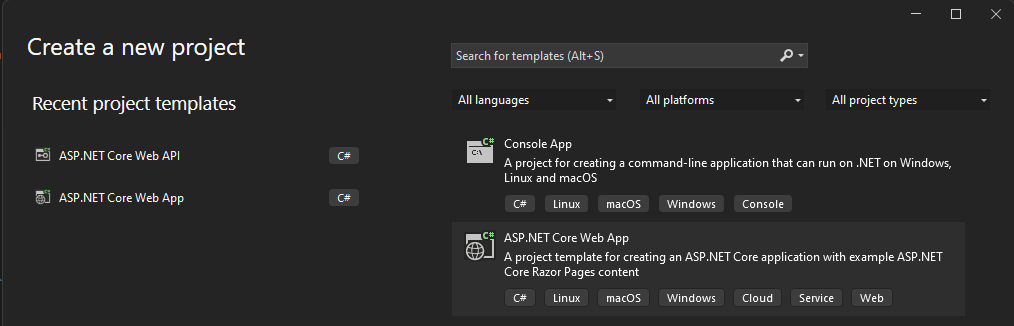 Create a new project
Search for templates (Alt+S)
Recent project templates
All languages
All platforms
All project types
ASP.NET Core Web API
C#
ASP.NET Core Web App
C#
C#
C:\
Console App
A project for creating a command-line application that can run on .NET on Windows,
Linux and macOS
C#
Linux
macOS
Windows
Console
C#
ASP.NET Core Web App
A project template for creating an ASP.NET Core application with example ASP.NET
Core Razor Pages content
C#
Linux
macOS
Windows
Cloud
Service
Web